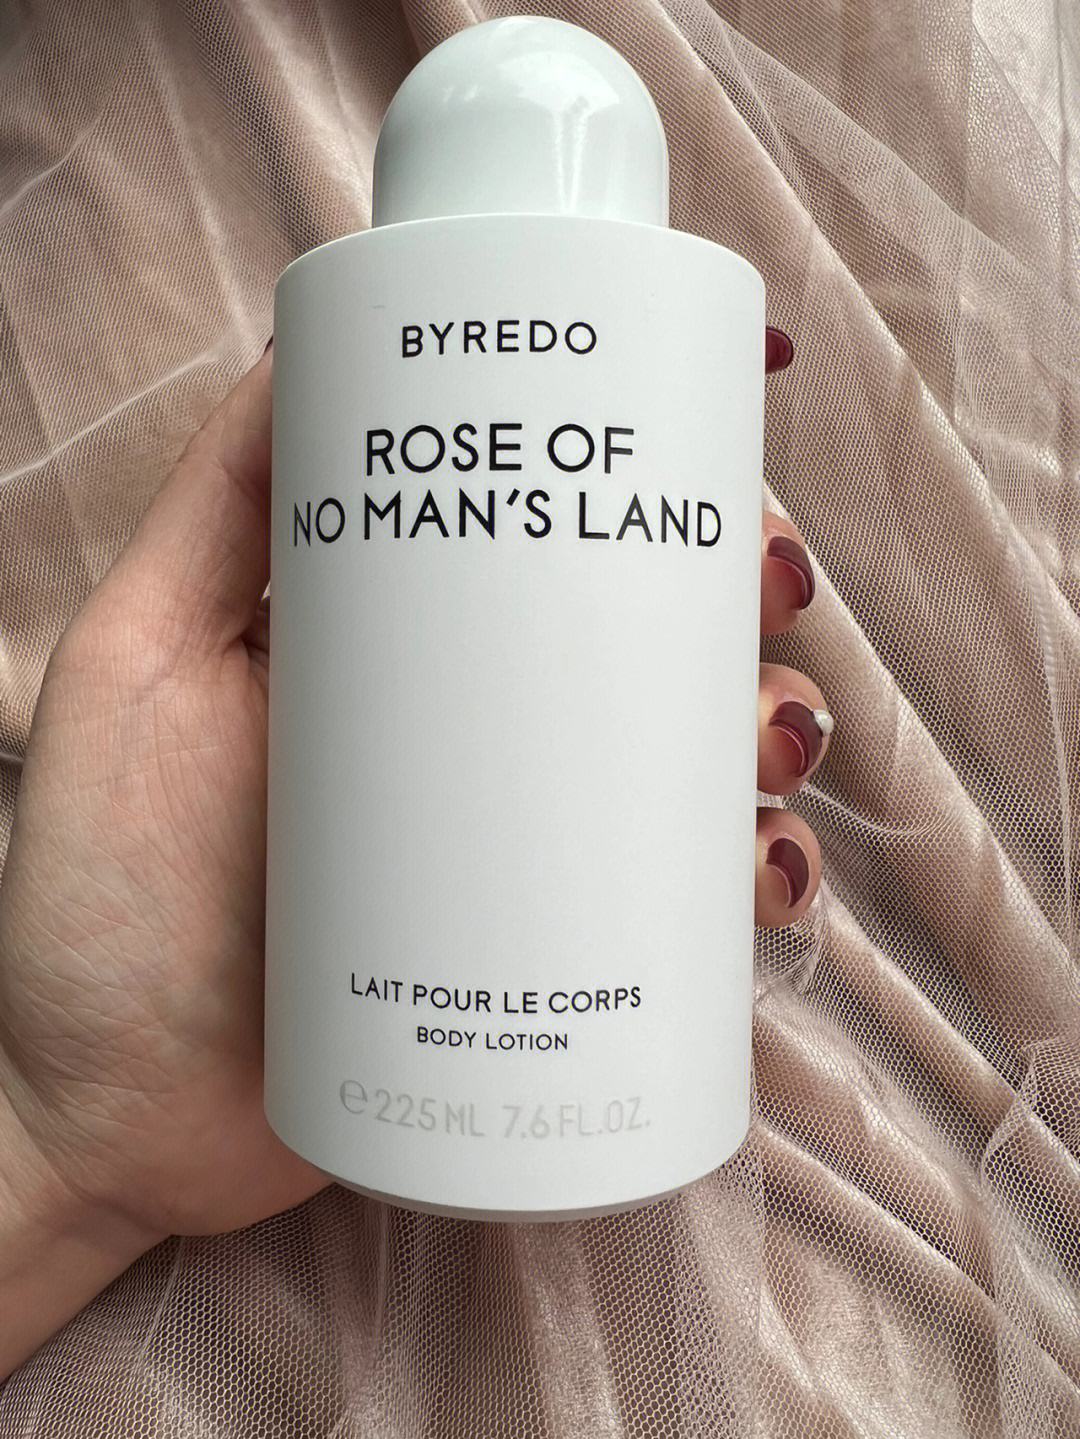 BYREDO
ROSE OF
NO MAN'S LAND
LAIT POUR LE CORPS
BODY LOTION
℮225 ML 7.6 FL.OZ.